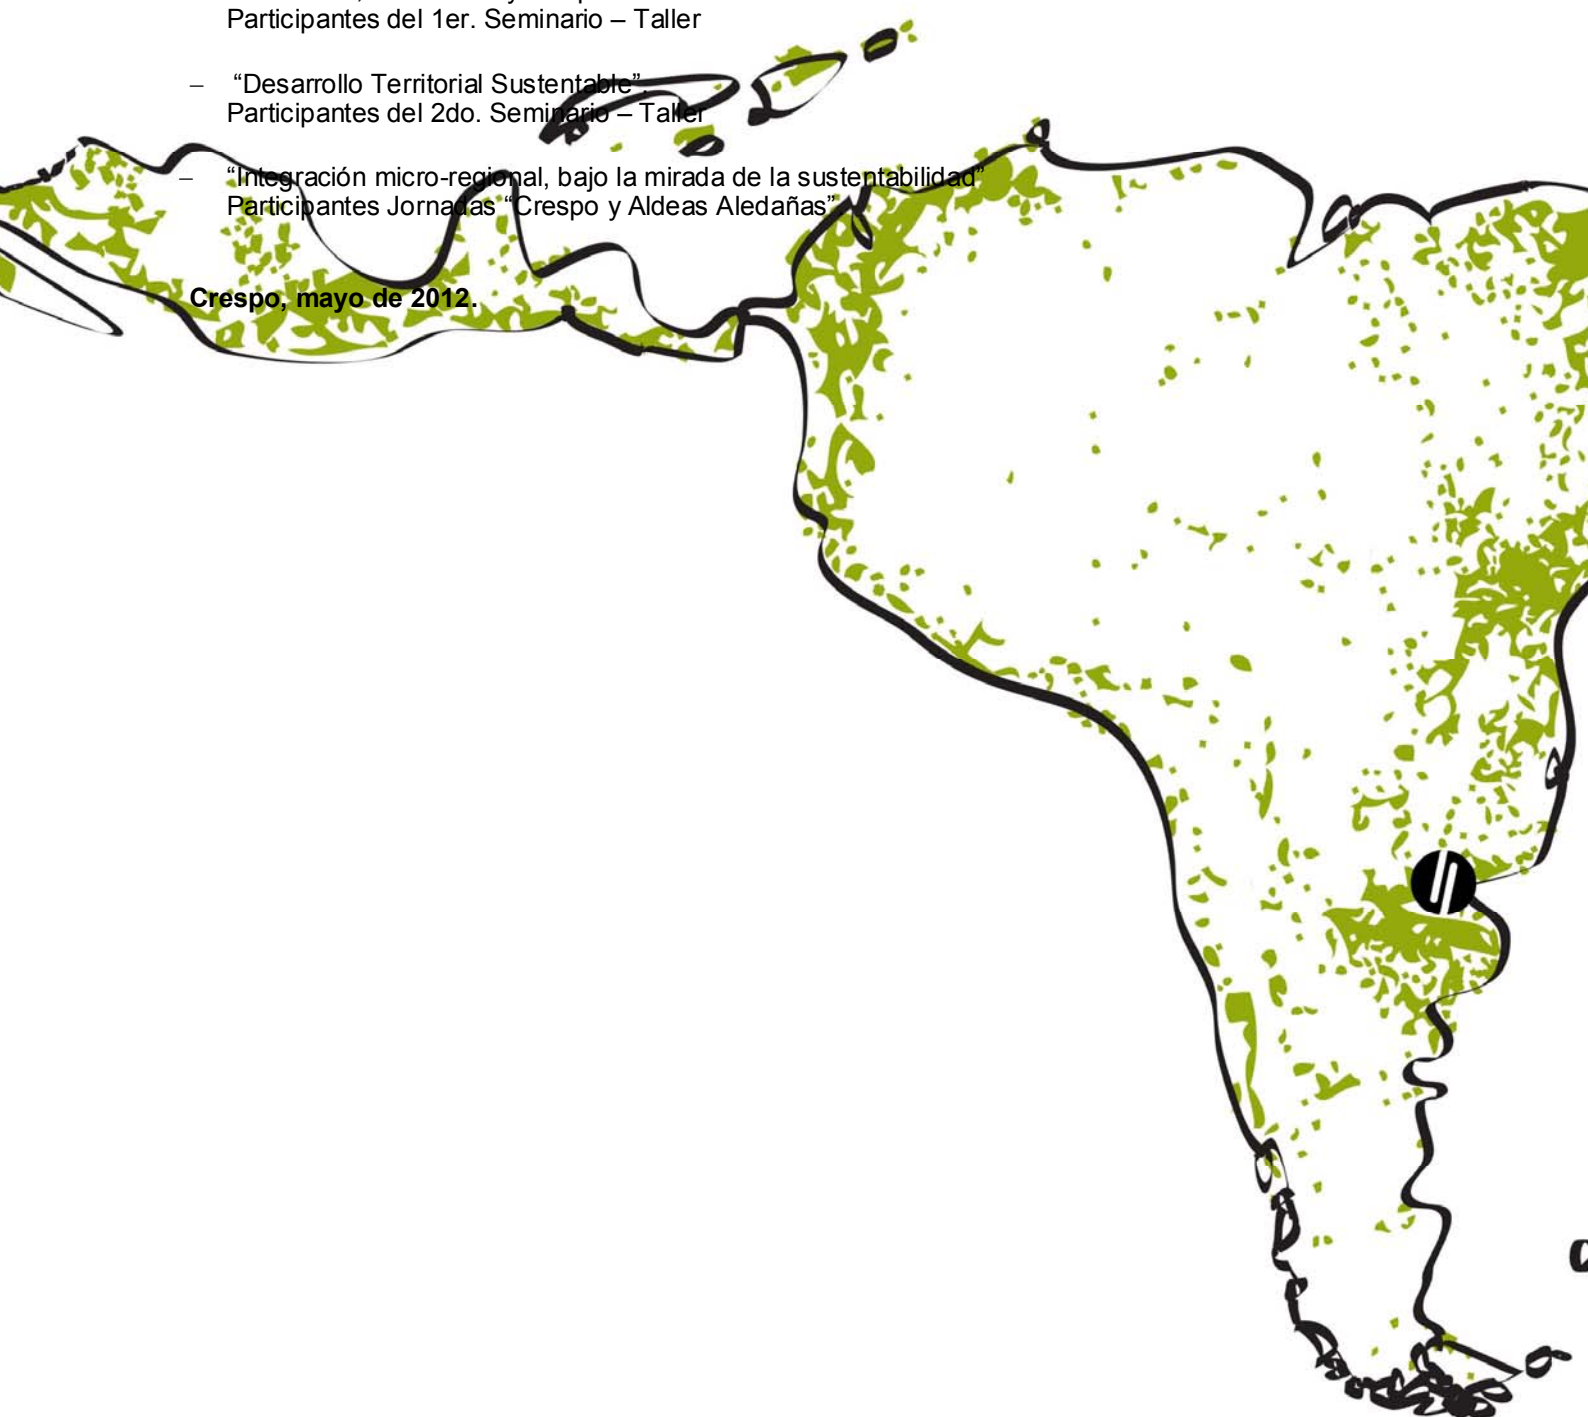 Participantes del 1er. Seminario – Taller
– “Desarrollo Territorial Sustentable”.
Participantes del 2do. Seminario – Taller
– “Integración micro-regional, bajo la mirada de la sustentabilidad”
Participantes Jornadas “Crespo y Aldeas Aledañas”
Crespo, mayo de 2012.